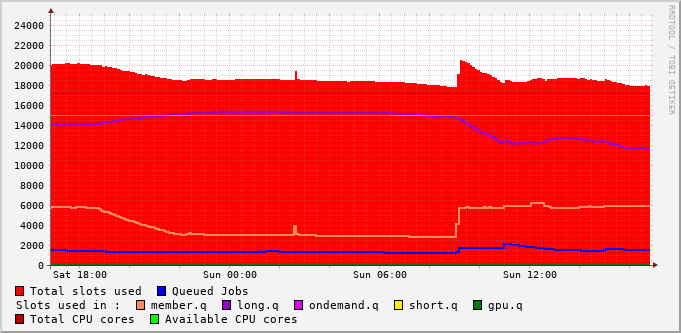 RRDTOOL / TOBI OETIKER
24000
22000
20000
18000
16000
14000
12000
10000
8000
6000
4000
2000
0
Sat 18:00 Sun 00:00 Sun 06:00 Sun 12:00
Total slots used Queued Jobs
Slots used in : member.q long.q ondemand.q short.q gpu.q
Total CPU cores Available CPU cores